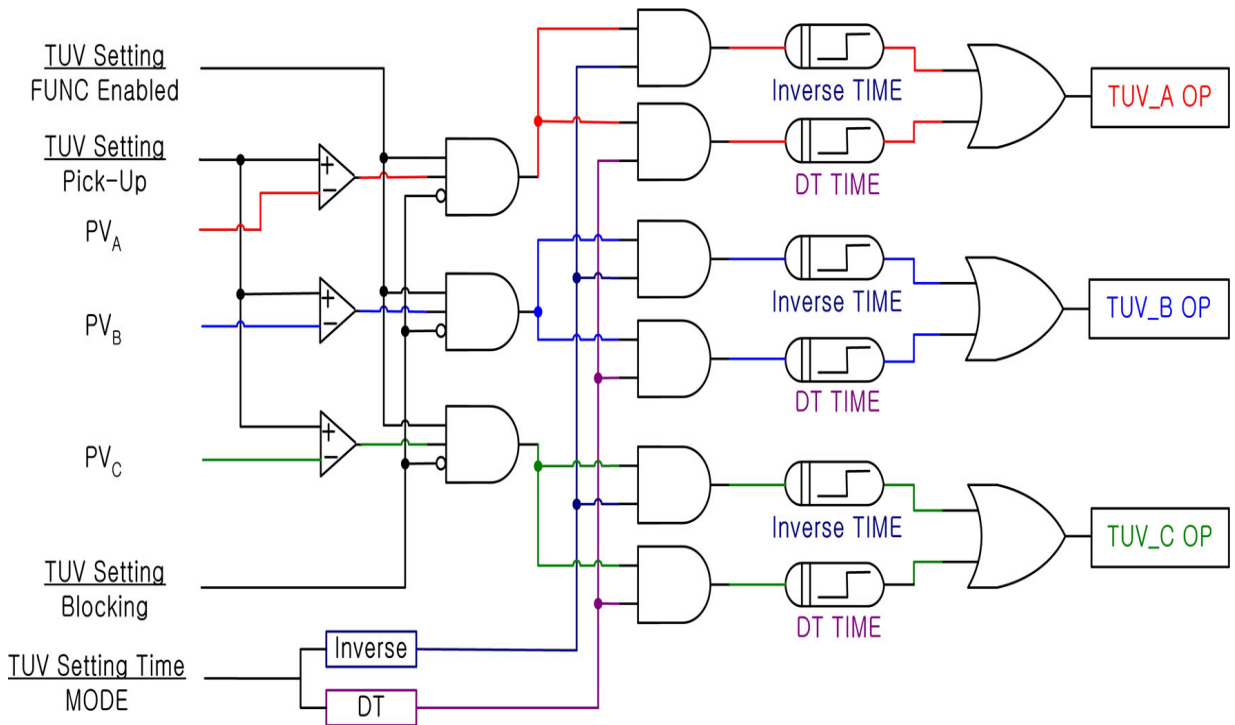 TUV Setting
FUNC Enabled
TUV Setting
Pick-Up
PVA
PVB
PVC
TUV Setting
Blocking
TUV Setting Time
MODE
Inverse
DT
+
−
+
−
+
−
Inverse TIME
DT TIME
Inverse TIME
DT TIME
Inverse TIME
DT TIME
TUV_A OP
TUV_B OP
TUV_C OP